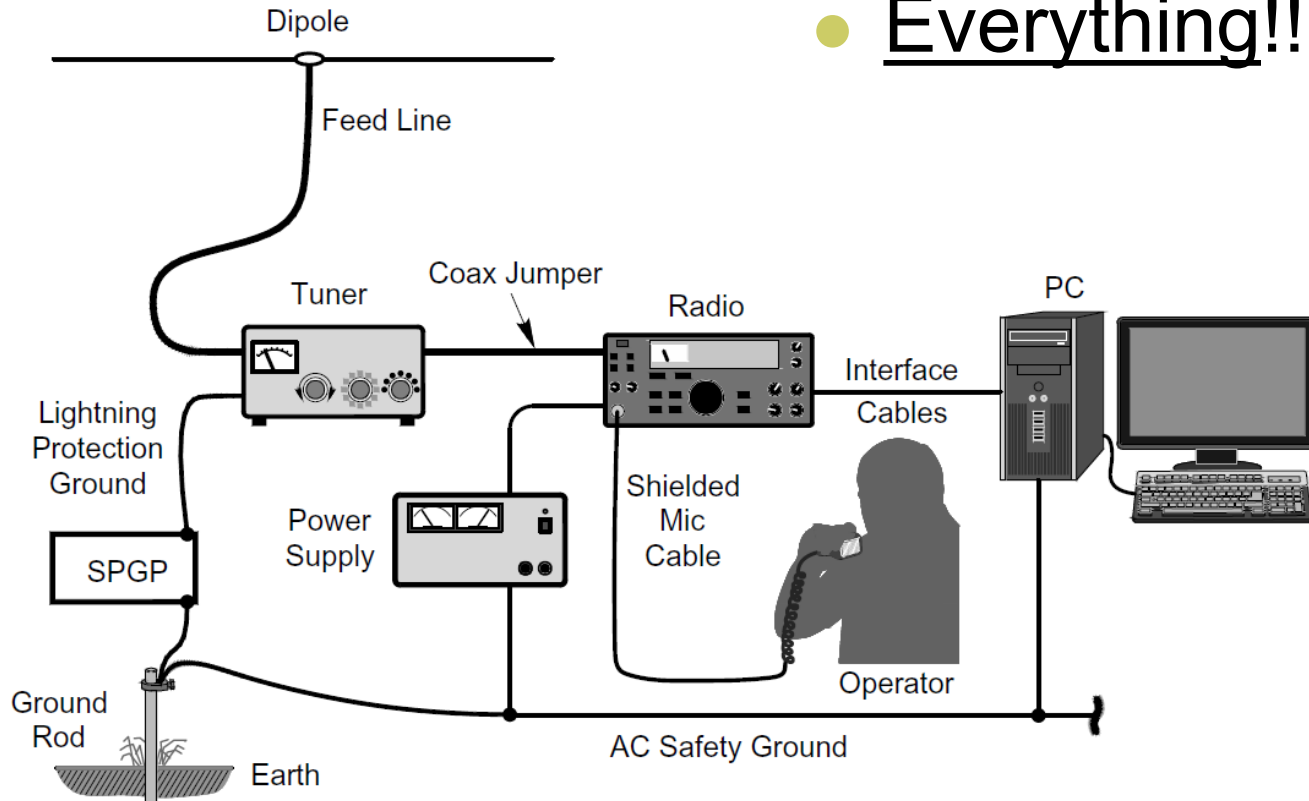 Everything!!
Dipole
Feed Line
Coax Jumper
Tuner
Radio
PC
Interface
Cables
Lightning
Protection
Ground
Power
Supply
Shielded
Mic
Cable
SPGP
Operator
Ground
Rod
AC Safety Ground
Earth